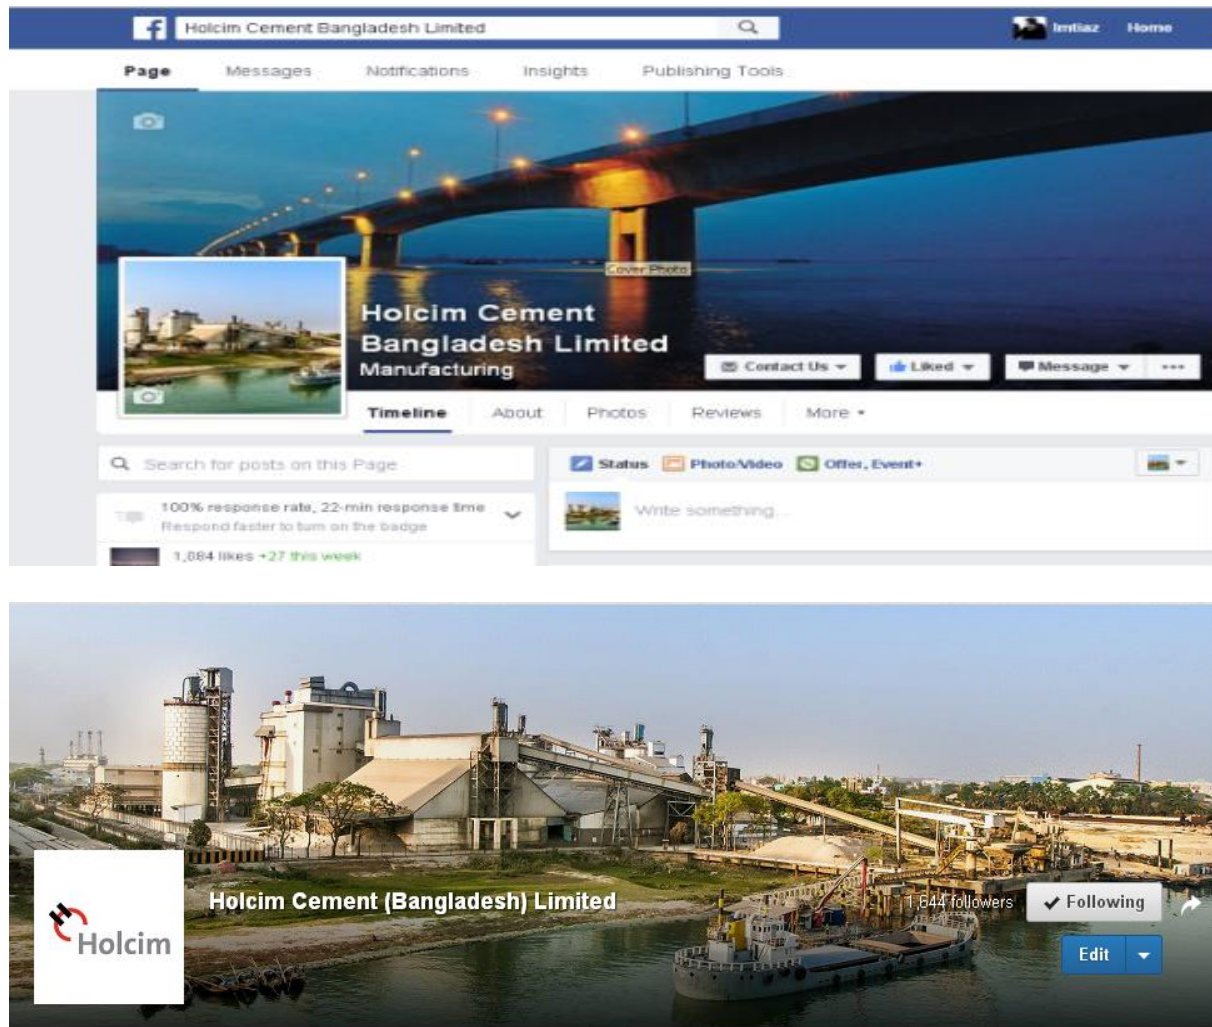 f Holcim Cement Bangladesh Limited Imtiaz Home
Page Messages Notifications Insights Publishing Tools
Cover Photo
Holcim Cement
Bangladesh Limited
Manufacturing
Contact Us Liked Message ...
Timeline About Photos Reviews More
Search for posts on this Page
Status Photo/Video Offer, Event+
100% response rate, 22-min response time
Respond faster to turn on the badge
Write something...
1,084 likes +27 this week
Holcim Cement (Bangladesh) Limited
1,644 followers
Following
Holcim
Edit